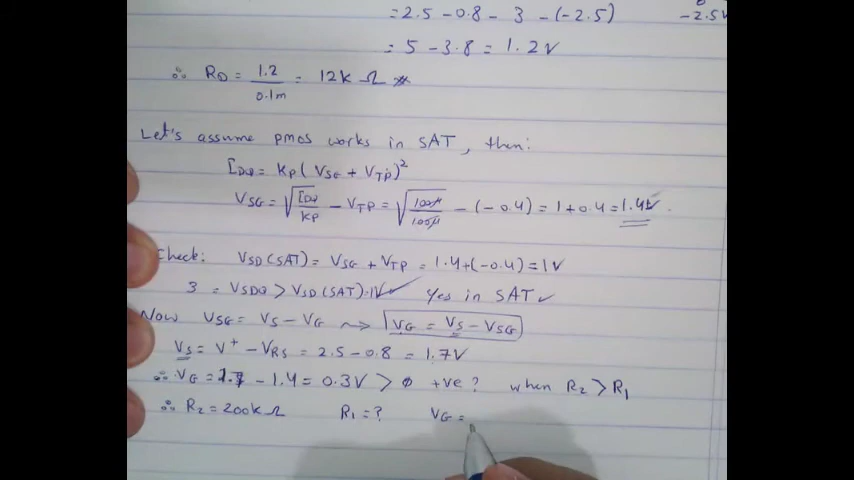 = 2.5 - 0.8 - 3 - (-2.5)
-2.5V
= 5 - 3.8 = 1.2V
∴ RD = 1.2 / 0.1m = 12k Ω
Let's assume pmos works in SAT, then:
IDQ = Kp (VSG + VTP)²
VSG = √(IDQ / Kp) - VTP = √(100μ / 100μ) - (-0.4) = 1 + 0.4 = 1.4V
Check: VSD(SAT) = VSG + VTP = 1.4 + (-0.4) = 1V
3 = VSDQ > VSD(SAT)=1V ✓ Yes in SAT ✓
Now VSG = VS - VG ⇝ VG = VS - VSG
VS = V⁺ - VRS = 2.5 - 0.8 = 1.7V
∴ VG = 1.7 - 1.4 = 0.3V > 0 +ve ? when R2 > R1
∴ R2 = 200k Ω R1 = ? VG =